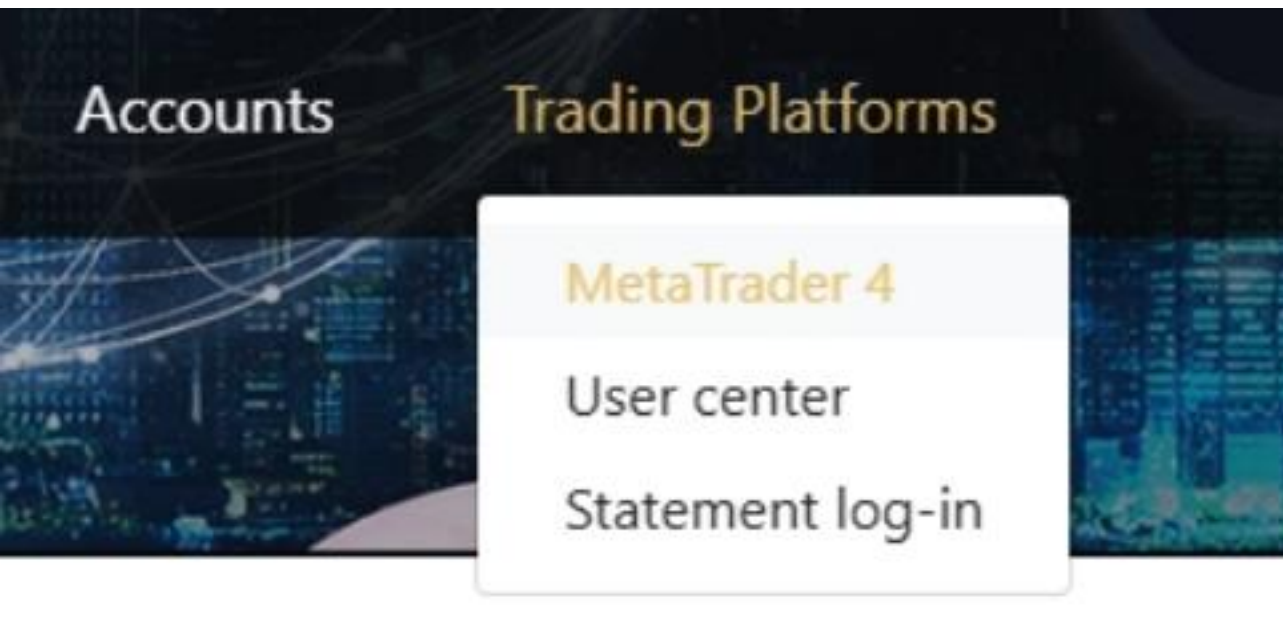 Accounts
Trading Platforms
MetaTrader 4
User center
Statement log-in